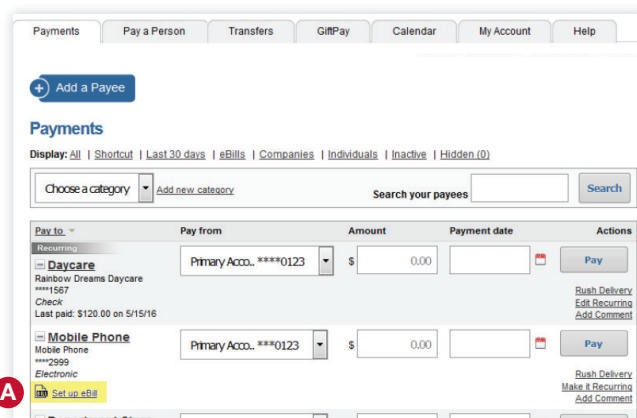 Payments Pay a Person Transfers GiftPay Calendar My Account Help
+ Add a Payee
Payments
Display: All | Shortcut | Last 30 days | eBills | Companies | Individuals | Inactive | Hidden (0)
Choose a category Add new category Search your payees Search
Pay to Pay from Amount Payment date Actions
Recurring
Daycare Primary Acco.. ****0123 $ 0.00 Pay
Rainbow Dreams Daycare
****1567
Check Rush Delivery
Last paid: $120.00 on 5/15/16 Edit Recurring
Add Comment
Mobile Phone Primary Acco.. ***0123 $ 0.00 Pay
Mobile Phone
****2999
Electronic Rush Delivery
Make it Recurring
A Set up eBill Add Comment